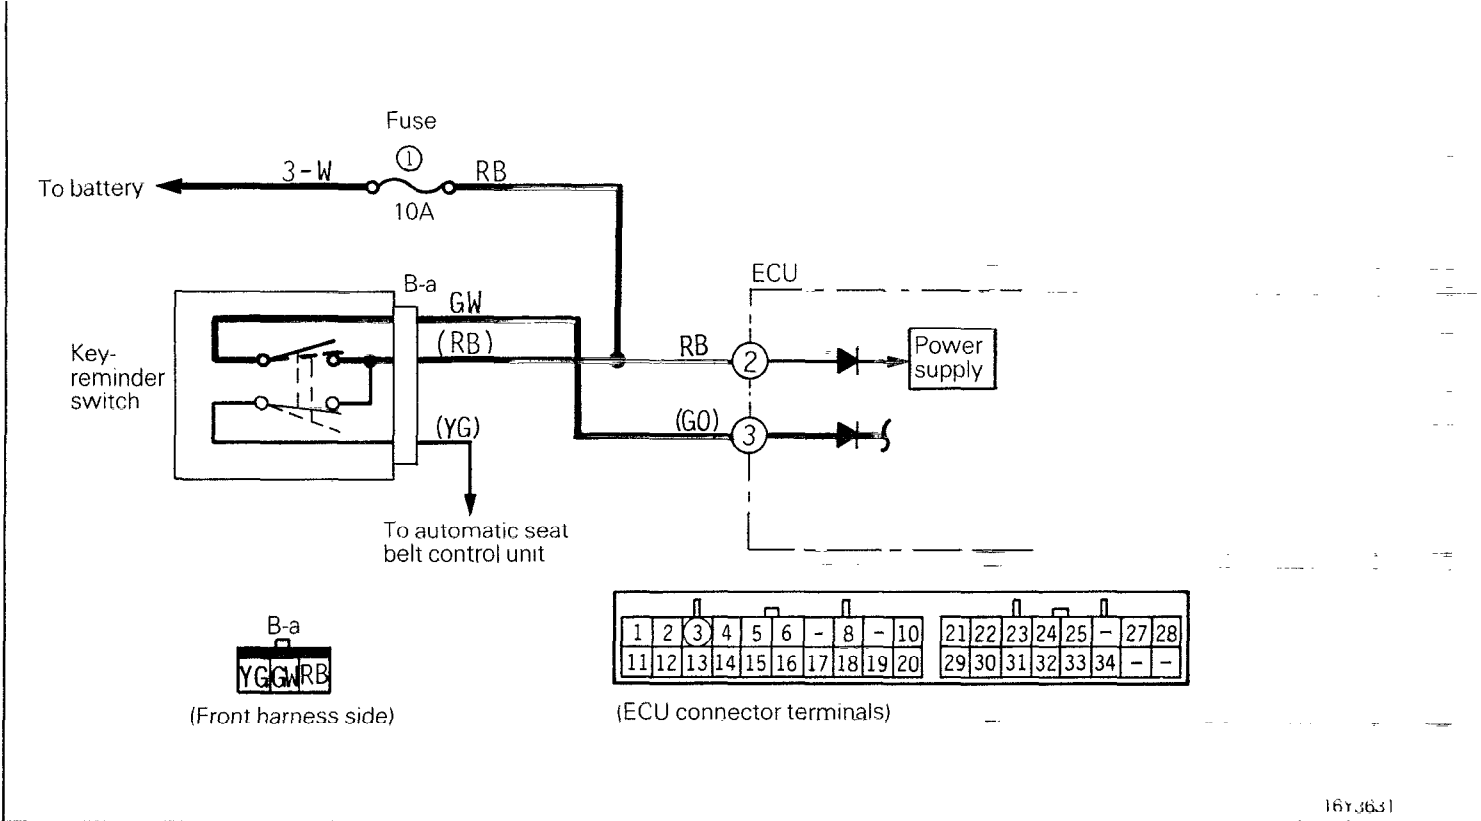 Fuse
①
3-W
RB
To battery
10A
ECU
B-a
GW
(RB)
RB
②
Power
supply
Key-
reminder
switch
(YG)
(GO)
③
To automatic seat
belt control unit
B-a
YG GW RB
(Front harness side)
1 2 ③ 4 5 6 - 8 - 10 21 22 23 24 25 - 27 28
11 12 13 14 15 16 17 18 19 20 29 30 31 32 33 34 - -
(ECU connector terminals)
16Y3631